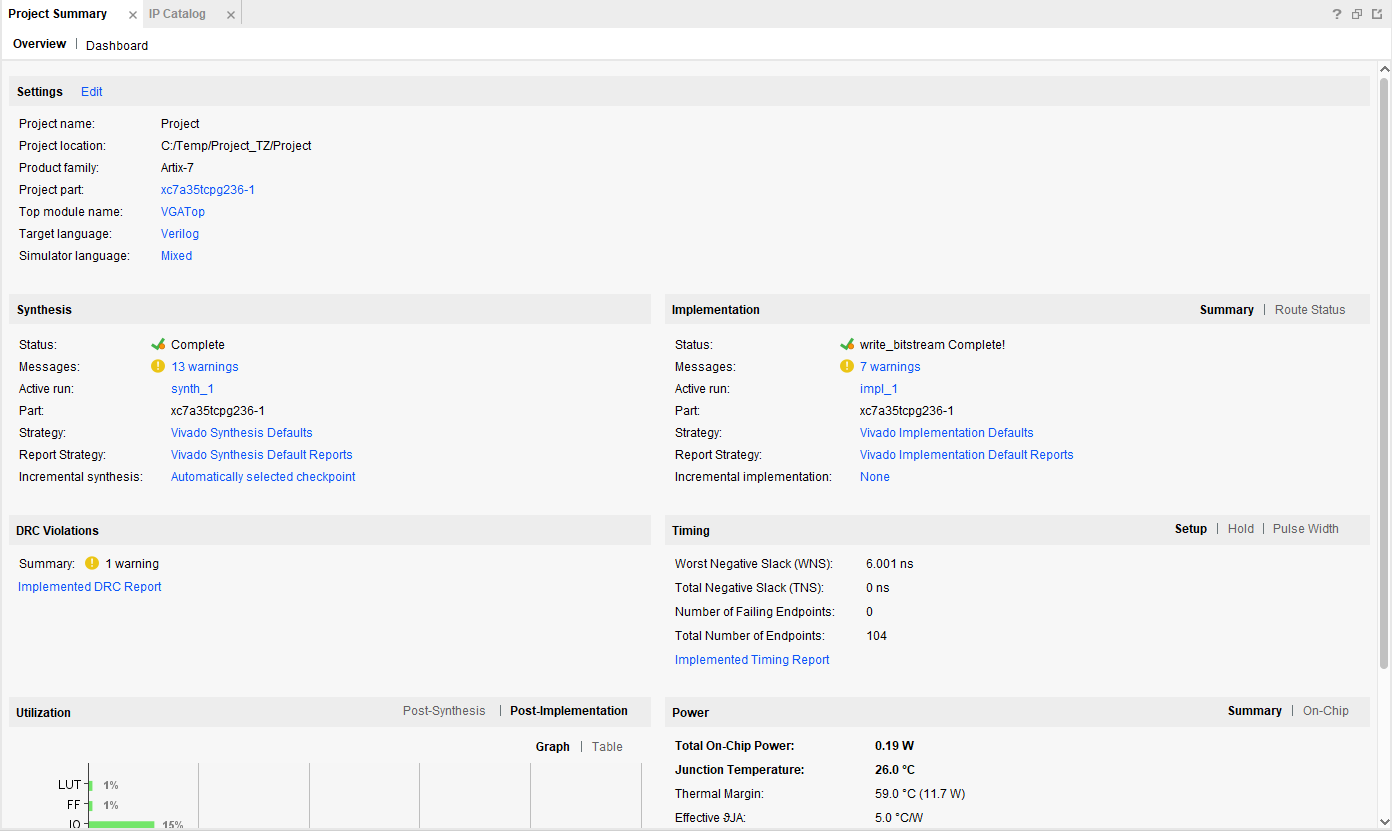 Project Summary × IP Catalog ×
Overview | Dashboard
Settings Edit
Project name: Project
Project location: C:/Temp/Project_TZ/Project
Product family: Artix-7
Project part: xc7a35tcpg236-1
Top module name: VGATop
Target language: Verilog
Simulator language: Mixed
Synthesis
Status: Complete
Messages: 13 warnings
Active run: synth_1
Part: xc7a35tcpg236-1
Strategy: Vivado Synthesis Defaults
Report Strategy: Vivado Synthesis Default Reports
Incremental synthesis: Automatically selected checkpoint
Implementation Summary | Route Status
Status: write_bitstream Complete!
Messages: 7 warnings
Active run: impl_1
Part: xc7a35tcpg236-1
Strategy: Vivado Implementation Defaults
Report Strategy: Vivado Implementation Default Reports
Incremental implementation: None
DRC Violations
Summary: 1 warning
Implemented DRC Report
Timing Setup | Hold | Pulse Width
Worst Negative Slack (WNS): 6.001 ns
Total Negative Slack (TNS): 0 ns
Number of Failing Endpoints: 0
Total Number of Endpoints: 104
Implemented Timing Report
Utilization Post-Synthesis | Post-Implementation
Graph | Table
LUT 1%
FF 1%
IO 15%
Power Summary | On-Chip
Total On-Chip Power: 0.19 W
Junction Temperature: 26.0 °C
Thermal Margin: 59.0 °C (11.7 W)
Effective ϑJA: 5.0 °C/W